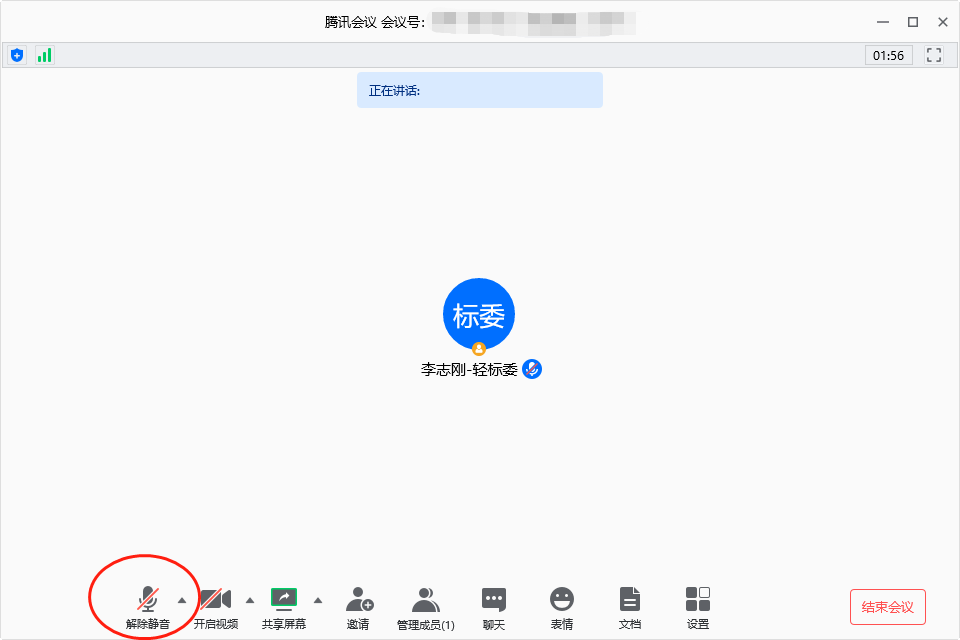 腾讯会议 会议号:
01:56
正在讲话:
标委
李志刚-轻标委
解除静音
开启视频
共享屏幕
邀请
管理成员(1)
聊天
表情
文档
设置
结束会议